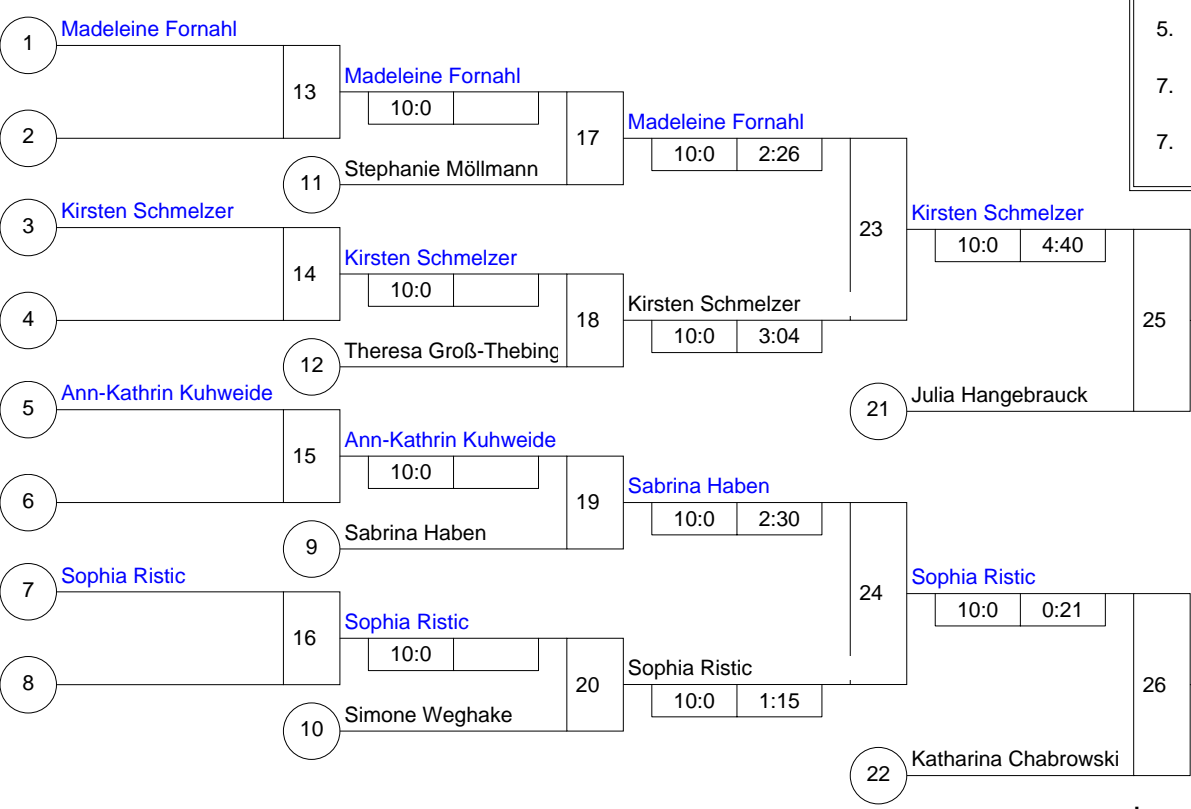 5.
1 Madeleine Fornahl
7.
13 Madeleine Fornahl
10:0
2
17 Madeleine Fornahl
7.
10:0 2:26
11 Stephanie Möllmann
3 Kirsten Schmelzer
23 Kirsten Schmelzer
10:0 4:40
14 Kirsten Schmelzer
10:0
4
18 Kirsten Schmelzer
25
10:0 3:04
12 Theresa Groß-Thebing
5 Ann-Kathrin Kuhweide
21 Julia Hangebrauck
15 Ann-Kathrin Kuhweide
10:0
6
19 Sabrina Haben
10:0 2:30
9 Sabrina Haben
7 Sophia Ristic
24 Sophia Ristic
10:0 0:21
16 Sophia Ristic
10:0
8
20 Sophia Ristic
26
10:0 1:15
10 Simone Weghake
22 Katharina Chabrowski